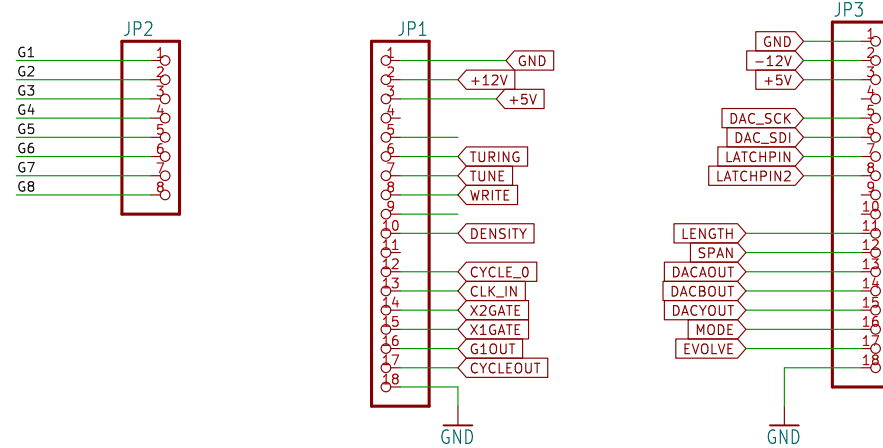 JP2
G1 1
G2 2
G3 3
G4 4
G5 5
G6 6
G7 7
G8 8
JP1
1 GND
2 +12V
3 +5V
4
5
6 TURING
7 TUNE
8 WRITE
9
10 DENSITY
11
12 CYCLE_0
13 CLK_IN
14 X2GATE
15 X1GATE
16 G1OUT
17 CYCLEOUT
18
GND
JP3
GND 1
-12V 2
+5V 3
4
DAC_SCK 5
DAC_SDI 6
LATCHPIN 7
LATCHPIN2 8
9
10
LENGTH 11
SPAN 12
DACAOUT 13
DACBOUT 14
DACYOUT 15
MODE 16
EVOLVE 17
18
GND